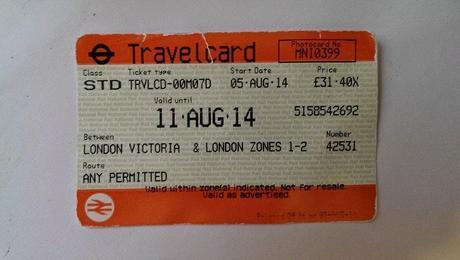 Travelcard
Photocard No
MNI0399
Class Ticket type Start Date Price
STD TRVLCD-00M07D 05·AUG·14 £31·40X
Valid until
11·AUG·14 5158542692
Between Number
LONDON VICTORIA & LONDON ZONES 1-2 42531
Route
ANY PERMITTED
Valid within zone(s) indicated. Not for resale
Valid as advertised.